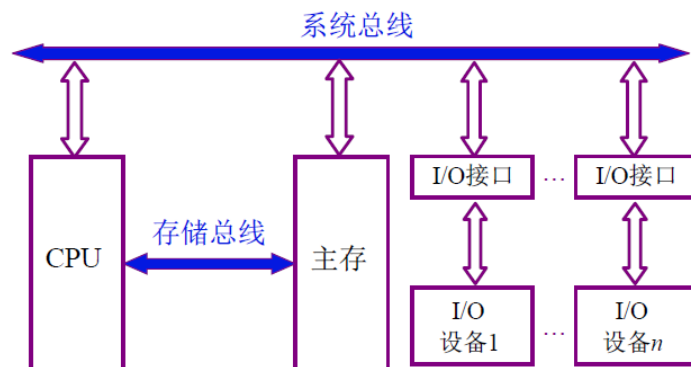 系统总线
I/O接口 … I/O接口
存储总线
CPU
主存
I/O
设备1
…
I/O
设备n